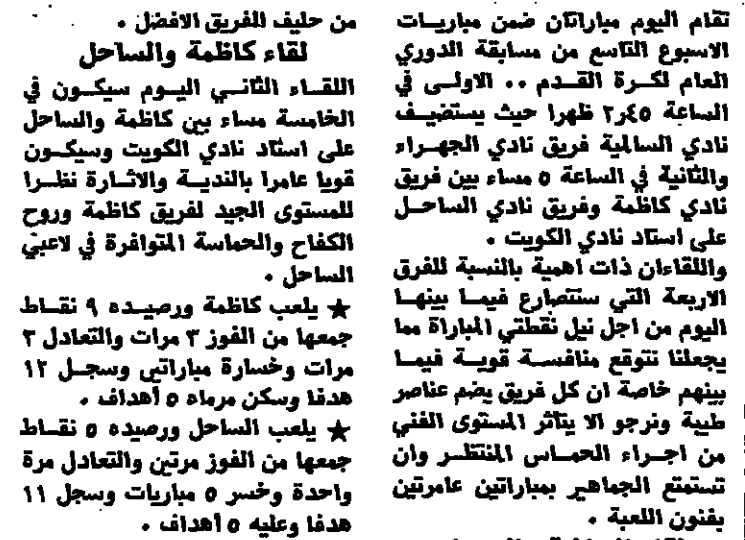 تقام اليوم مباراتان ضمن مباريات
الاسبوع التاسع من مسابقة الدوري
العام لكرة القدم .. الاولى في
الساعة ٢٫٤٥ ظهرا حيث يستضيف
نادي السالمية فريق نادي الجهراء
والثانية في الساعة ٥ مساء بين فريق
نادي كاظمة وفريق نادي الساحل
على استاد نادي الكويت .
واللقاءان ذات اهمية بالنسبة للفرق
الاربعة التي ستتصارع فيما بينها
اليوم من اجل نيل نقطتي المباراة مما
يجعلنا نتوقع منافسة قوية فيما
بينهم خاصة ان كل فريق يضم عناصر
طيبة ونرجو الا يتأثر المستوى الفني
من اجراء الحماس المنتظر وان
تستمتع الجماهير بمباراتين عامرتين
بفنون اللعبة .
من حليف للفريق الافضل .
لقاء كاظمة والساحل
اللقاء الثاني اليوم سيكون في
الخامسة مساء بين كاظمة والساحل
على استاد نادي الكويت وسيكون
قويا عامرا بالندية والاثارة نظرا
للمستوى الجيد لفريق كاظمة وروح
الكفاح والحماسة المتوافرة في لاعبي
الساحل .
★ يلعب كاظمة ورصيده ٩ نقاط
جمعها من الفوز ٣ مرات والتعادل ٣
مرات وخسارة مباراتين وسجل ١٢
هدفا وسكن مرماه ٥ أهداف .
★ يلعب الساحل ورصيده ٥ نقاط
جمعها من الفوز مرتين والتعادل مرة
واحدة وخسر ٥ مباريات وسجل ١١
هدفا وعليه ٥ أهداف .